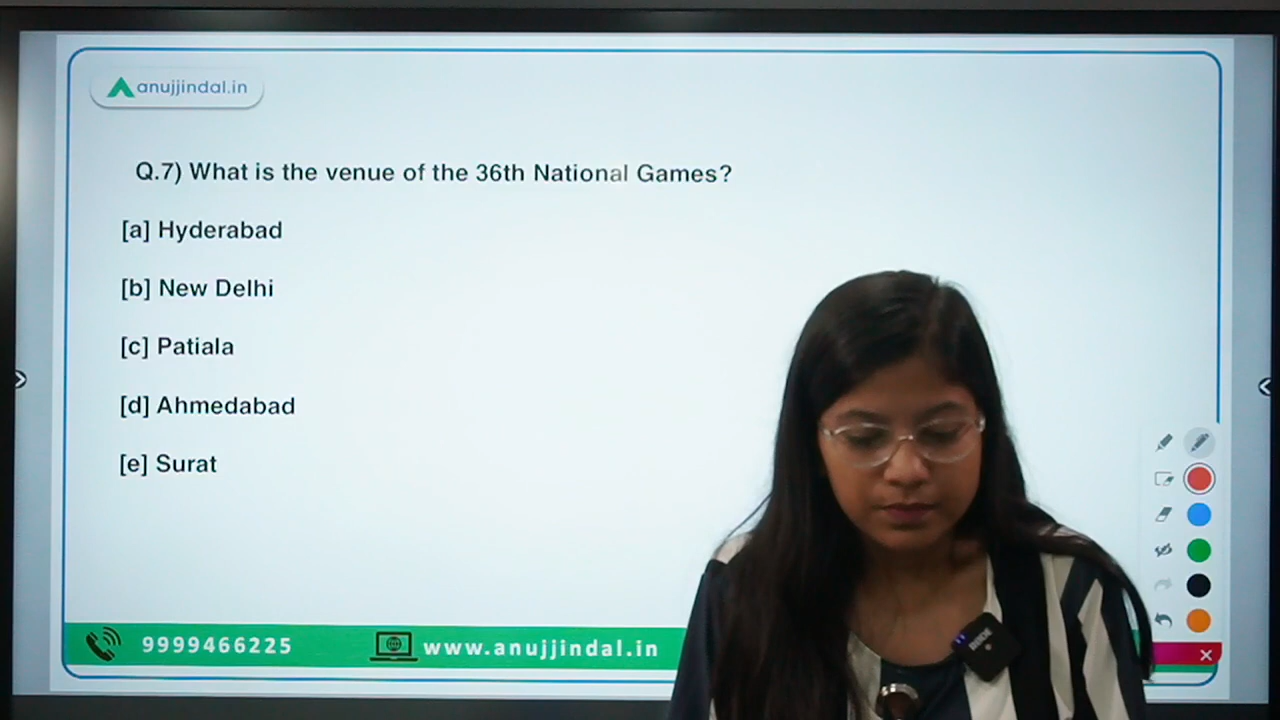 anujjindal.in
Q.7) What is the venue of the 36th National Games?
[a] Hyderabad
[b] New Delhi
[c] Patiala
[d] Ahmedabad
[e] Surat
9999466225 www.anujjindal.in